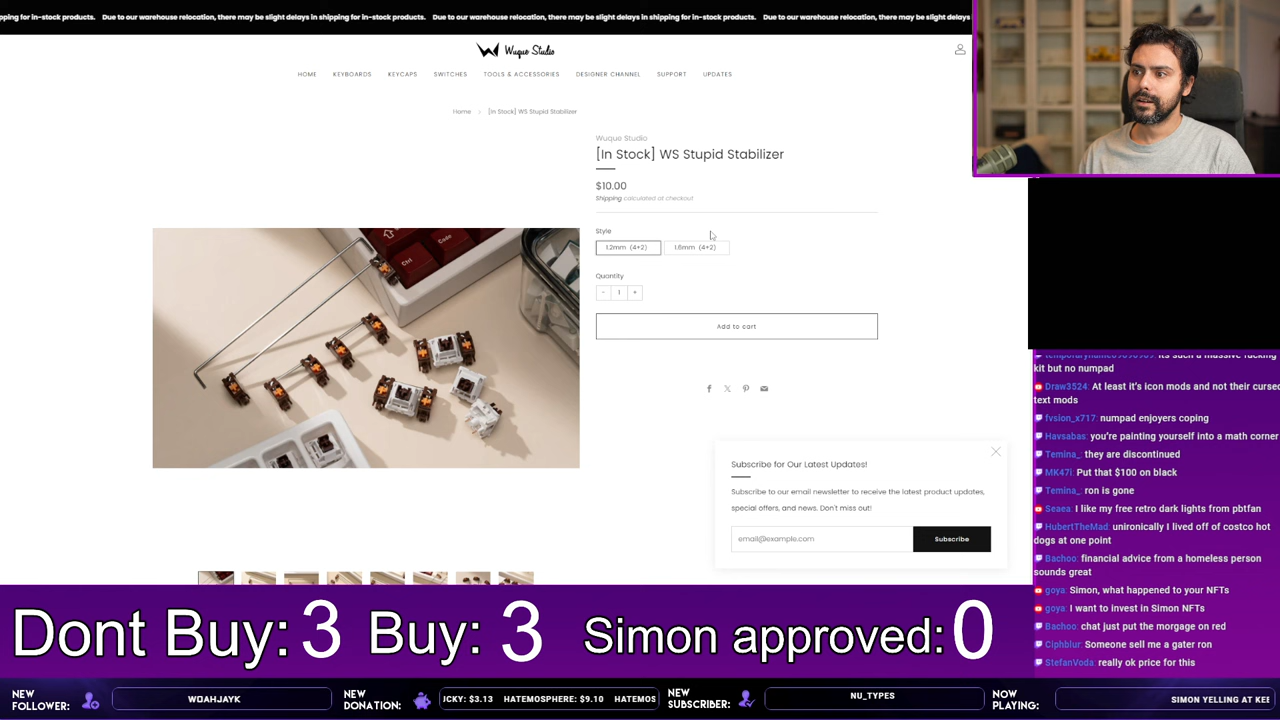 ping for in-stock products. Due to our warehouse relocation, there may be slight delays in shipping for in-stock products. Due to our warehouse relocation, there may be slight delays in shipping for in-stock products. Due to our warehouse relocation, there may be slight delays
Wuque Studio
HOME KEYBOARDS KEYCAPS SWITCHES TOOLS & ACCESSORIES DESIGNER CHANNEL SUPPORT UPDATES
Home > [In Stock] WS Stupid Stabilizer
Wuque Studio
[In Stock] WS Stupid Stabilizer
$10.00
Shipping calculated at checkout
Style
1.2mm (4+2) 1.6mm (4+2)
Quantity
- 1 +
Add to cart
Code
Ctrl
Subscribe for Our Latest Updates!
Subscribe to our email newsletter to receive the latest product updates,
special offers, and news. Don't miss out!
email@example.com Subscribe
its such a massive fucking
kit but no numpad
Draw3524: At least it's icon mods and not their cursed
text mods
fvsion_x717: numpad enjoyers coping
Havsabas: you're painting yourself into a math corner
Temina_: they are discontinued
MK47i: Put that $100 on black
Temina_: ron is gone
Seaea: I like my free retro dark lights from pbtfan
HubertTheMad: unironically I lived off of costco hot
dogs at one point
Bachoo: financial advice from a homeless person
sounds great
goya: Simon, what happened to your NFTs
goya: I want to invest in Simon NFTs
Bachoo: chat just put the morgage on red
Ciphblur: Someone sell me a gater ron
StefanVoda: really ok price for this
Dont Buy: 3 Buy: 3 Simon approved: 0
NEW FOLLOWER: WOAHJAYK
NEW DONATION: ICKY: $3.13 HATEMOSPHERE: $9.10 HATEMOS
NEW SUBSCRIBER: NU_TYPES
NOW PLAYING: SIMON YELLING AT KEE